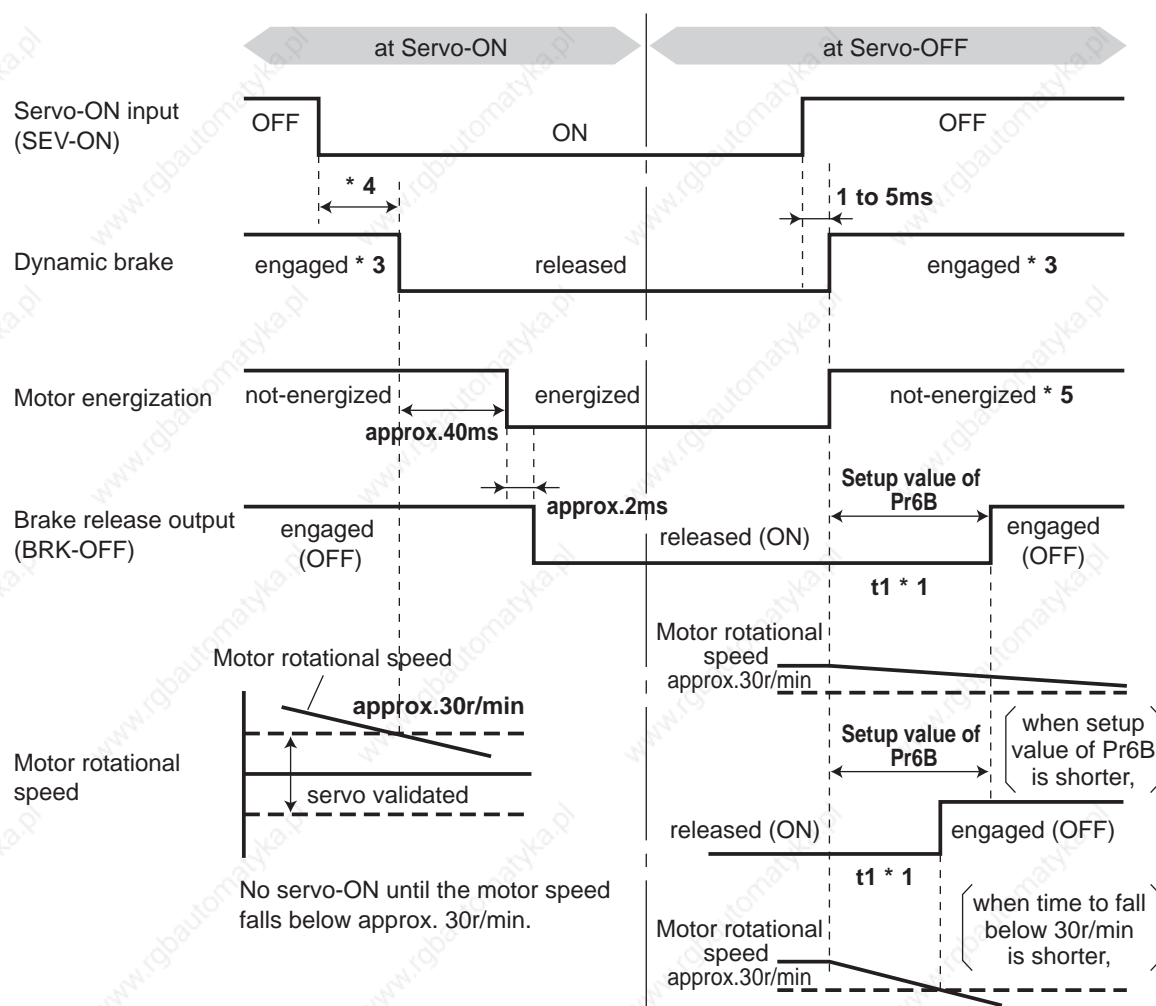 at Servo-ON
at Servo-OFF
Servo-ON input
(SEV-ON)
OFF
ON
OFF
* 4
1 to 5ms
Dynamic brake
engaged * 3
released
engaged * 3
Motor energization
not-energized
energized
not-energized * 5
approx.40ms
approx.2ms
Setup value of
Pr6B
Brake release output
(BRK-OFF)
engaged
(OFF)
released (ON)
engaged
(OFF)
t1 * 1
Motor rotational
speed
approx.30r/min
Motor rotational speed
approx.30r/min
Motor rotational
speed
servo validated
Setup value of
Pr6B
when setup
value of Pr6B
is shorter,
released (ON)
engaged (OFF)
t1 * 1
No servo-ON until the motor speed
falls below approx. 30r/min.
when time to fall
below 30r/min
is shorter,
Motor rotational
speed
approx.30r/min
www.rgbautomatyka.pl